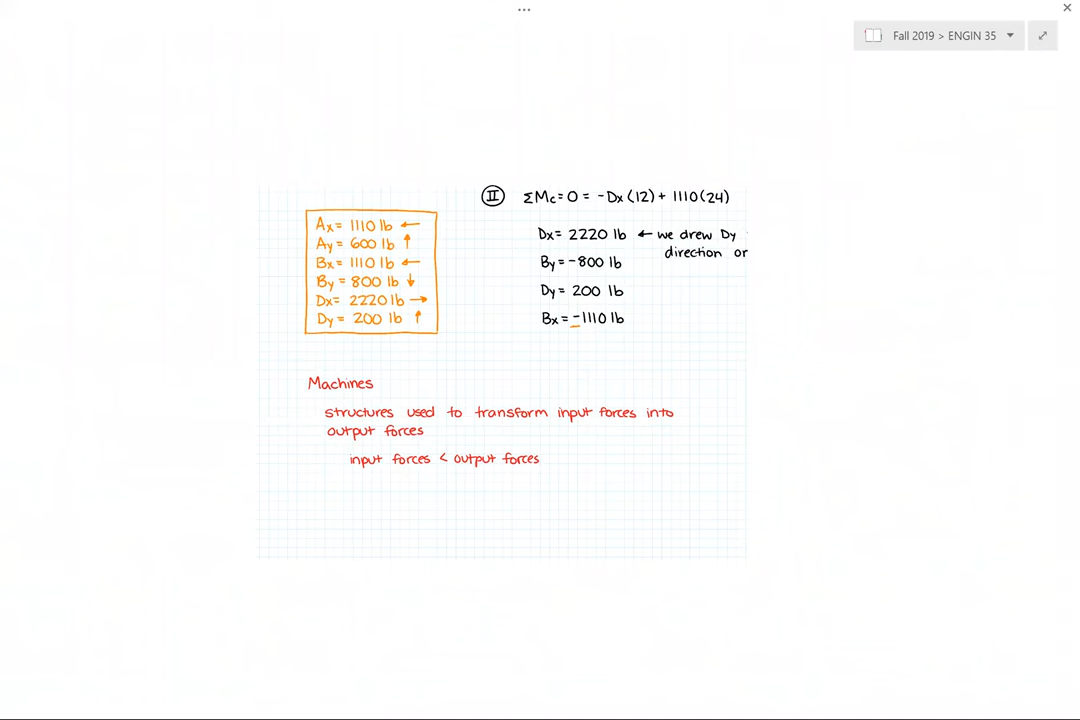 Fall 2019 > ENGIN 35
II ΣMc=0 = -Dx(12) + 1110(24)
Ax= 1110 lb ←
Ay= 600 lb ↑
Bx= 1110 lb ←
By= 800 lb ↓
Dx= 2220 lb →
Dy= 200 lb ↑
Dx= 2220 lb ← we drew Dy
direction or
By= -800 lb
Dy= 200 lb
Bx= -1110 lb
Machines
structures used to transform input forces into
output forces
input forces < output forces